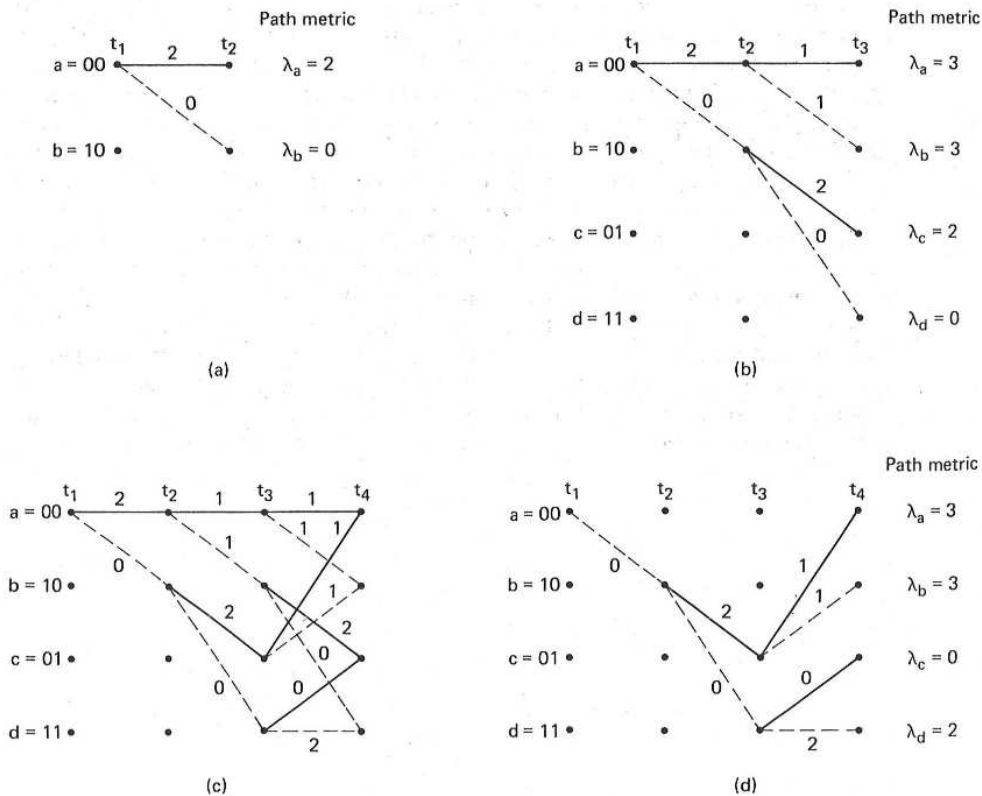 Path metric
t1 t2
a = 00 2 λa = 2
0
b = 10 λb = 0
(a)
Path metric
t1 t2 t3
a = 00 2 1 λa = 3
0 1
b = 10 λb = 3
2
c = 01 0 λc = 2
d = 11 λd = 0
(b)
t1 t2 t3 t4
a = 00 2 1 1
0 1 1 1
b = 10 1
2 2
c = 01 0
0 0
d = 11 2
(c)
Path metric
t1 t2 t3 t4
a = 00 λa = 3
0 1
b = 10 1 λb = 3
2
c = 01 λc = 0
0 0
d = 11 2 λd = 2
(d)